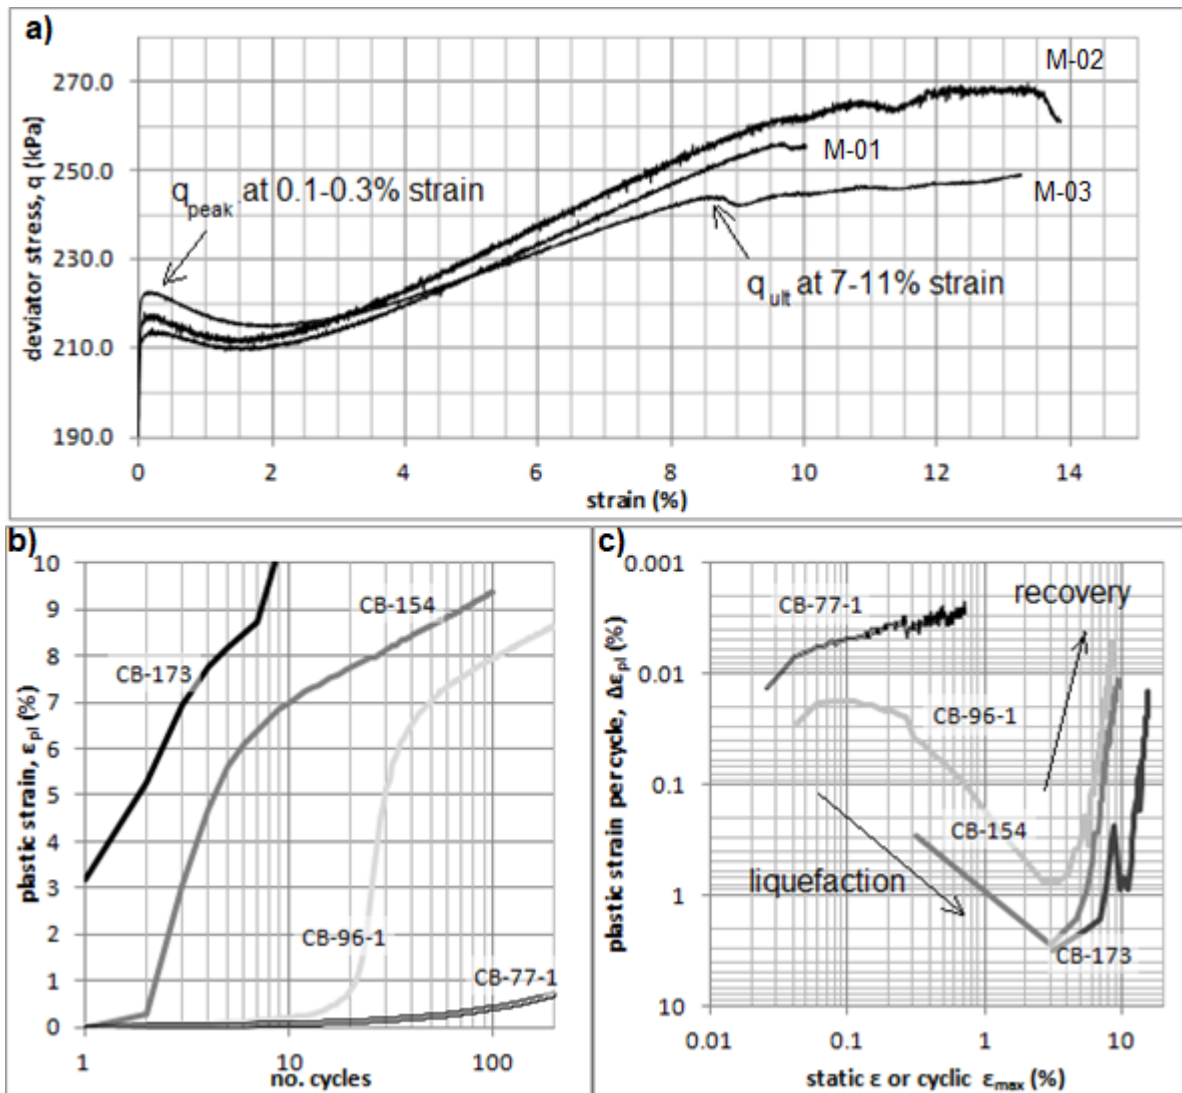 a)
deviator stress, q (kPa)
270.0
250.0
230.0
210.0
190.0
0 2 4 6 8 10 12 14
strain (%)
M-02
M-01
M-03
qpeak at 0.1-0.3% strain
qult at 7-11% strain
b)
plastic strain, εpl (%)
10
9
8
7
6
5
4
3
2
1
0
1 10 100
no. cycles
CB-154
CB-173
CB-96-1
CB-77-1
c)
plastic strain per cycle, Δεpl (%)
0.001
0.01
0.1
1
10
0.01 0.1 1 10
static ε or cyclic εmax (%)
CB-77-1
recovery
CB-96-1
CB-154
liquefaction
CB-173